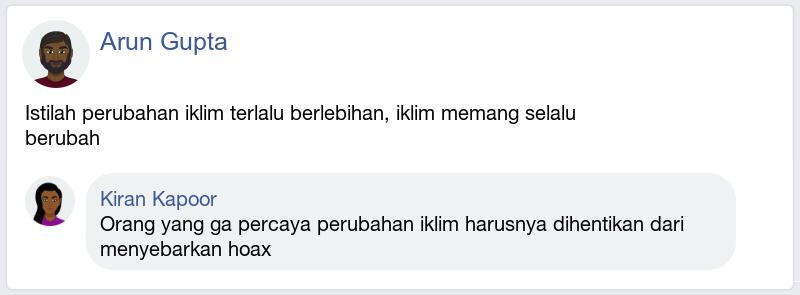 Arun Gupta
Istilah perubahan iklim terlalu berlebihan, iklim memang selalu
berubah
Kiran Kapoor
Orang yang ga percaya perubahan iklim harusnya dihentikan dari
menyebarkan hoax